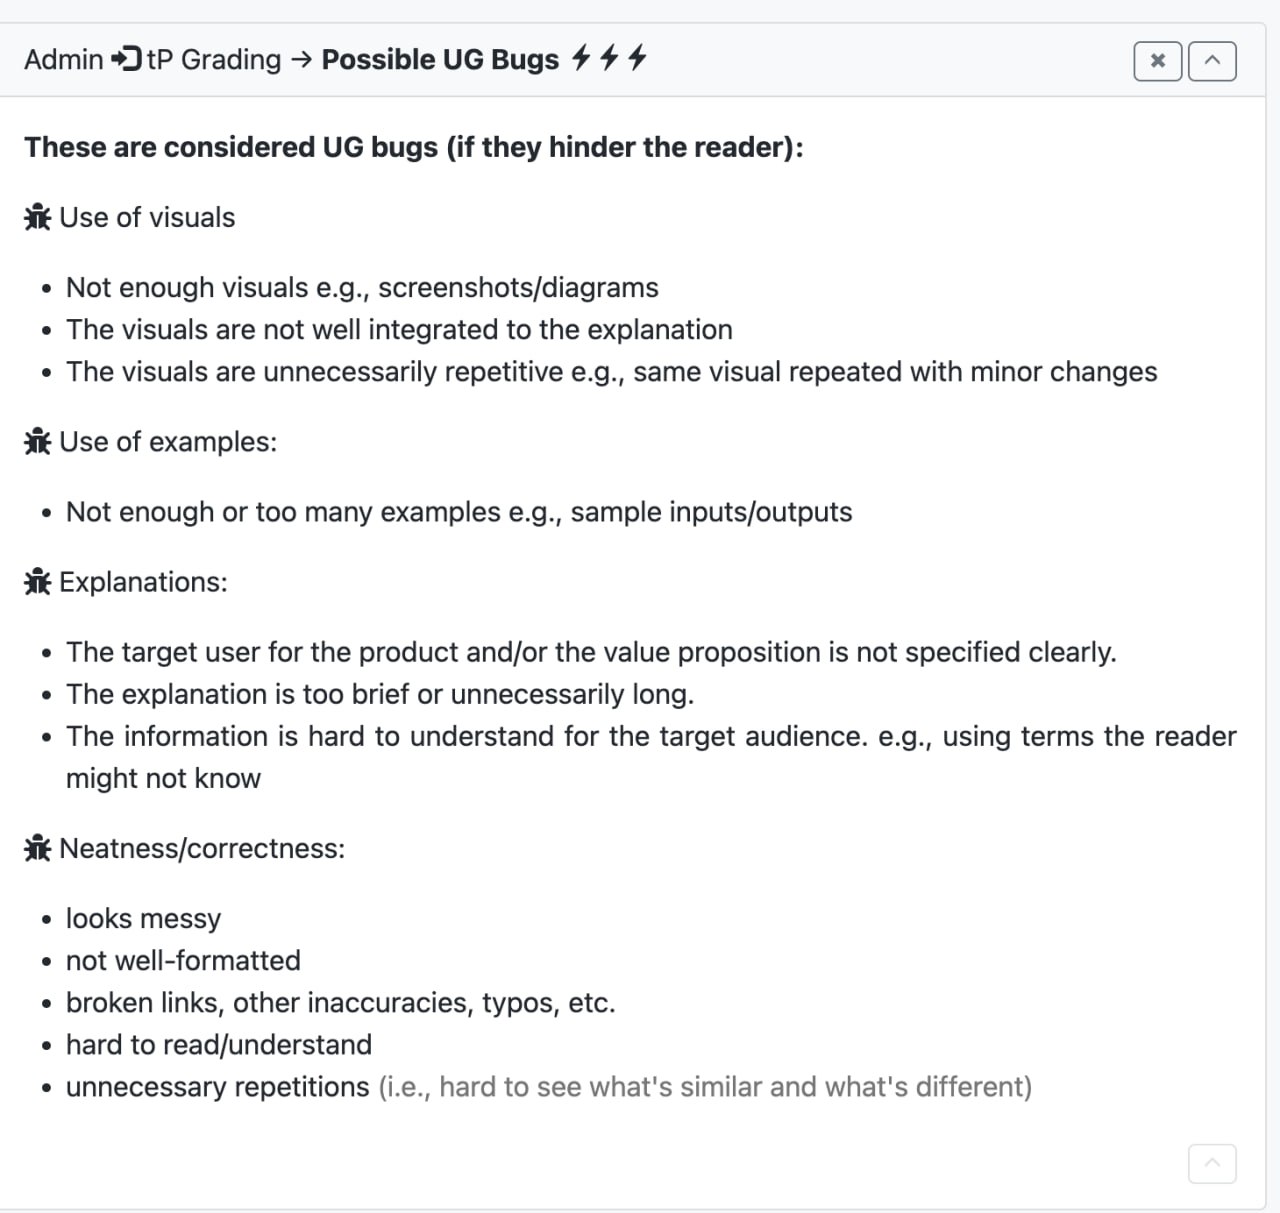 Admin tP Grading → Possible UG Bugs
These are considered UG bugs (if they hinder the reader):
Use of visuals
• Not enough visuals e.g., screenshots/diagrams
• The visuals are not well integrated to the explanation
• The visuals are unnecessarily repetitive e.g., same visual repeated with minor changes
Use of examples:
• Not enough or too many examples e.g., sample inputs/outputs
Explanations:
• The target user for the product and/or the value proposition is not specified clearly.
• The explanation is too brief or unnecessarily long.
• The information is hard to understand for the target audience. e.g., using terms the reader
might not know
Neatness/correctness:
• looks messy
• not well-formatted
• broken links, other inaccuracies, typos, etc.
• hard to read/understand
• unnecessary repetitions (i.e., hard to see what's similar and what's different)